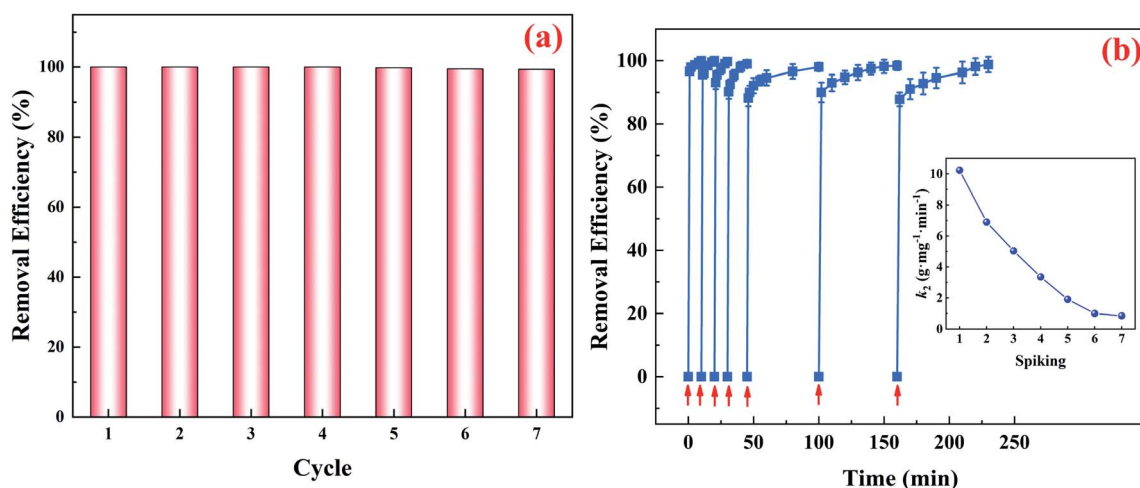 (a)
Removal Efficiency (%)
100
80
60
40
20
0
1 2 3 4 5 6 7
Cycle
(b)
Removal Efficiency (%)
100
80
60
40
20
0
0 50 100 150 200 250
Time (min)
k₂ (g·mg⁻¹·min⁻¹)
10
8
6
4
2
0
1 2 3 4 5 6 7
Spiking